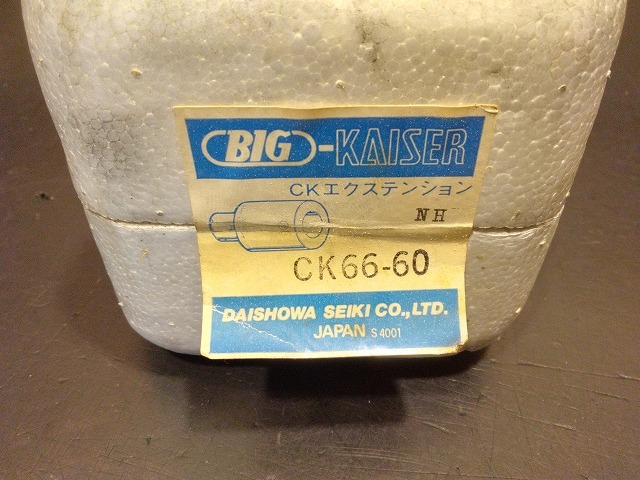 BIG-KAISER
CKエクステンション
NH
CK66-60
DAISHOWA SEIKI CO.,LTD.
JAPAN S4001